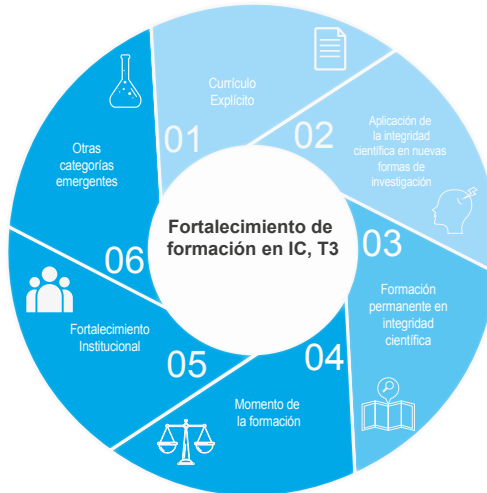 Fortalecimiento de
formación en IC, T3
01
Currículo
Explícito
02
Aplicación de
la integridad
científica en nuevas
formas de
investigación
03
Formación
permanente en
integridad
científica
04
Momento de
la formación
05
Fortalecimiento
Institucional
06
Otras
categorías
emergentes